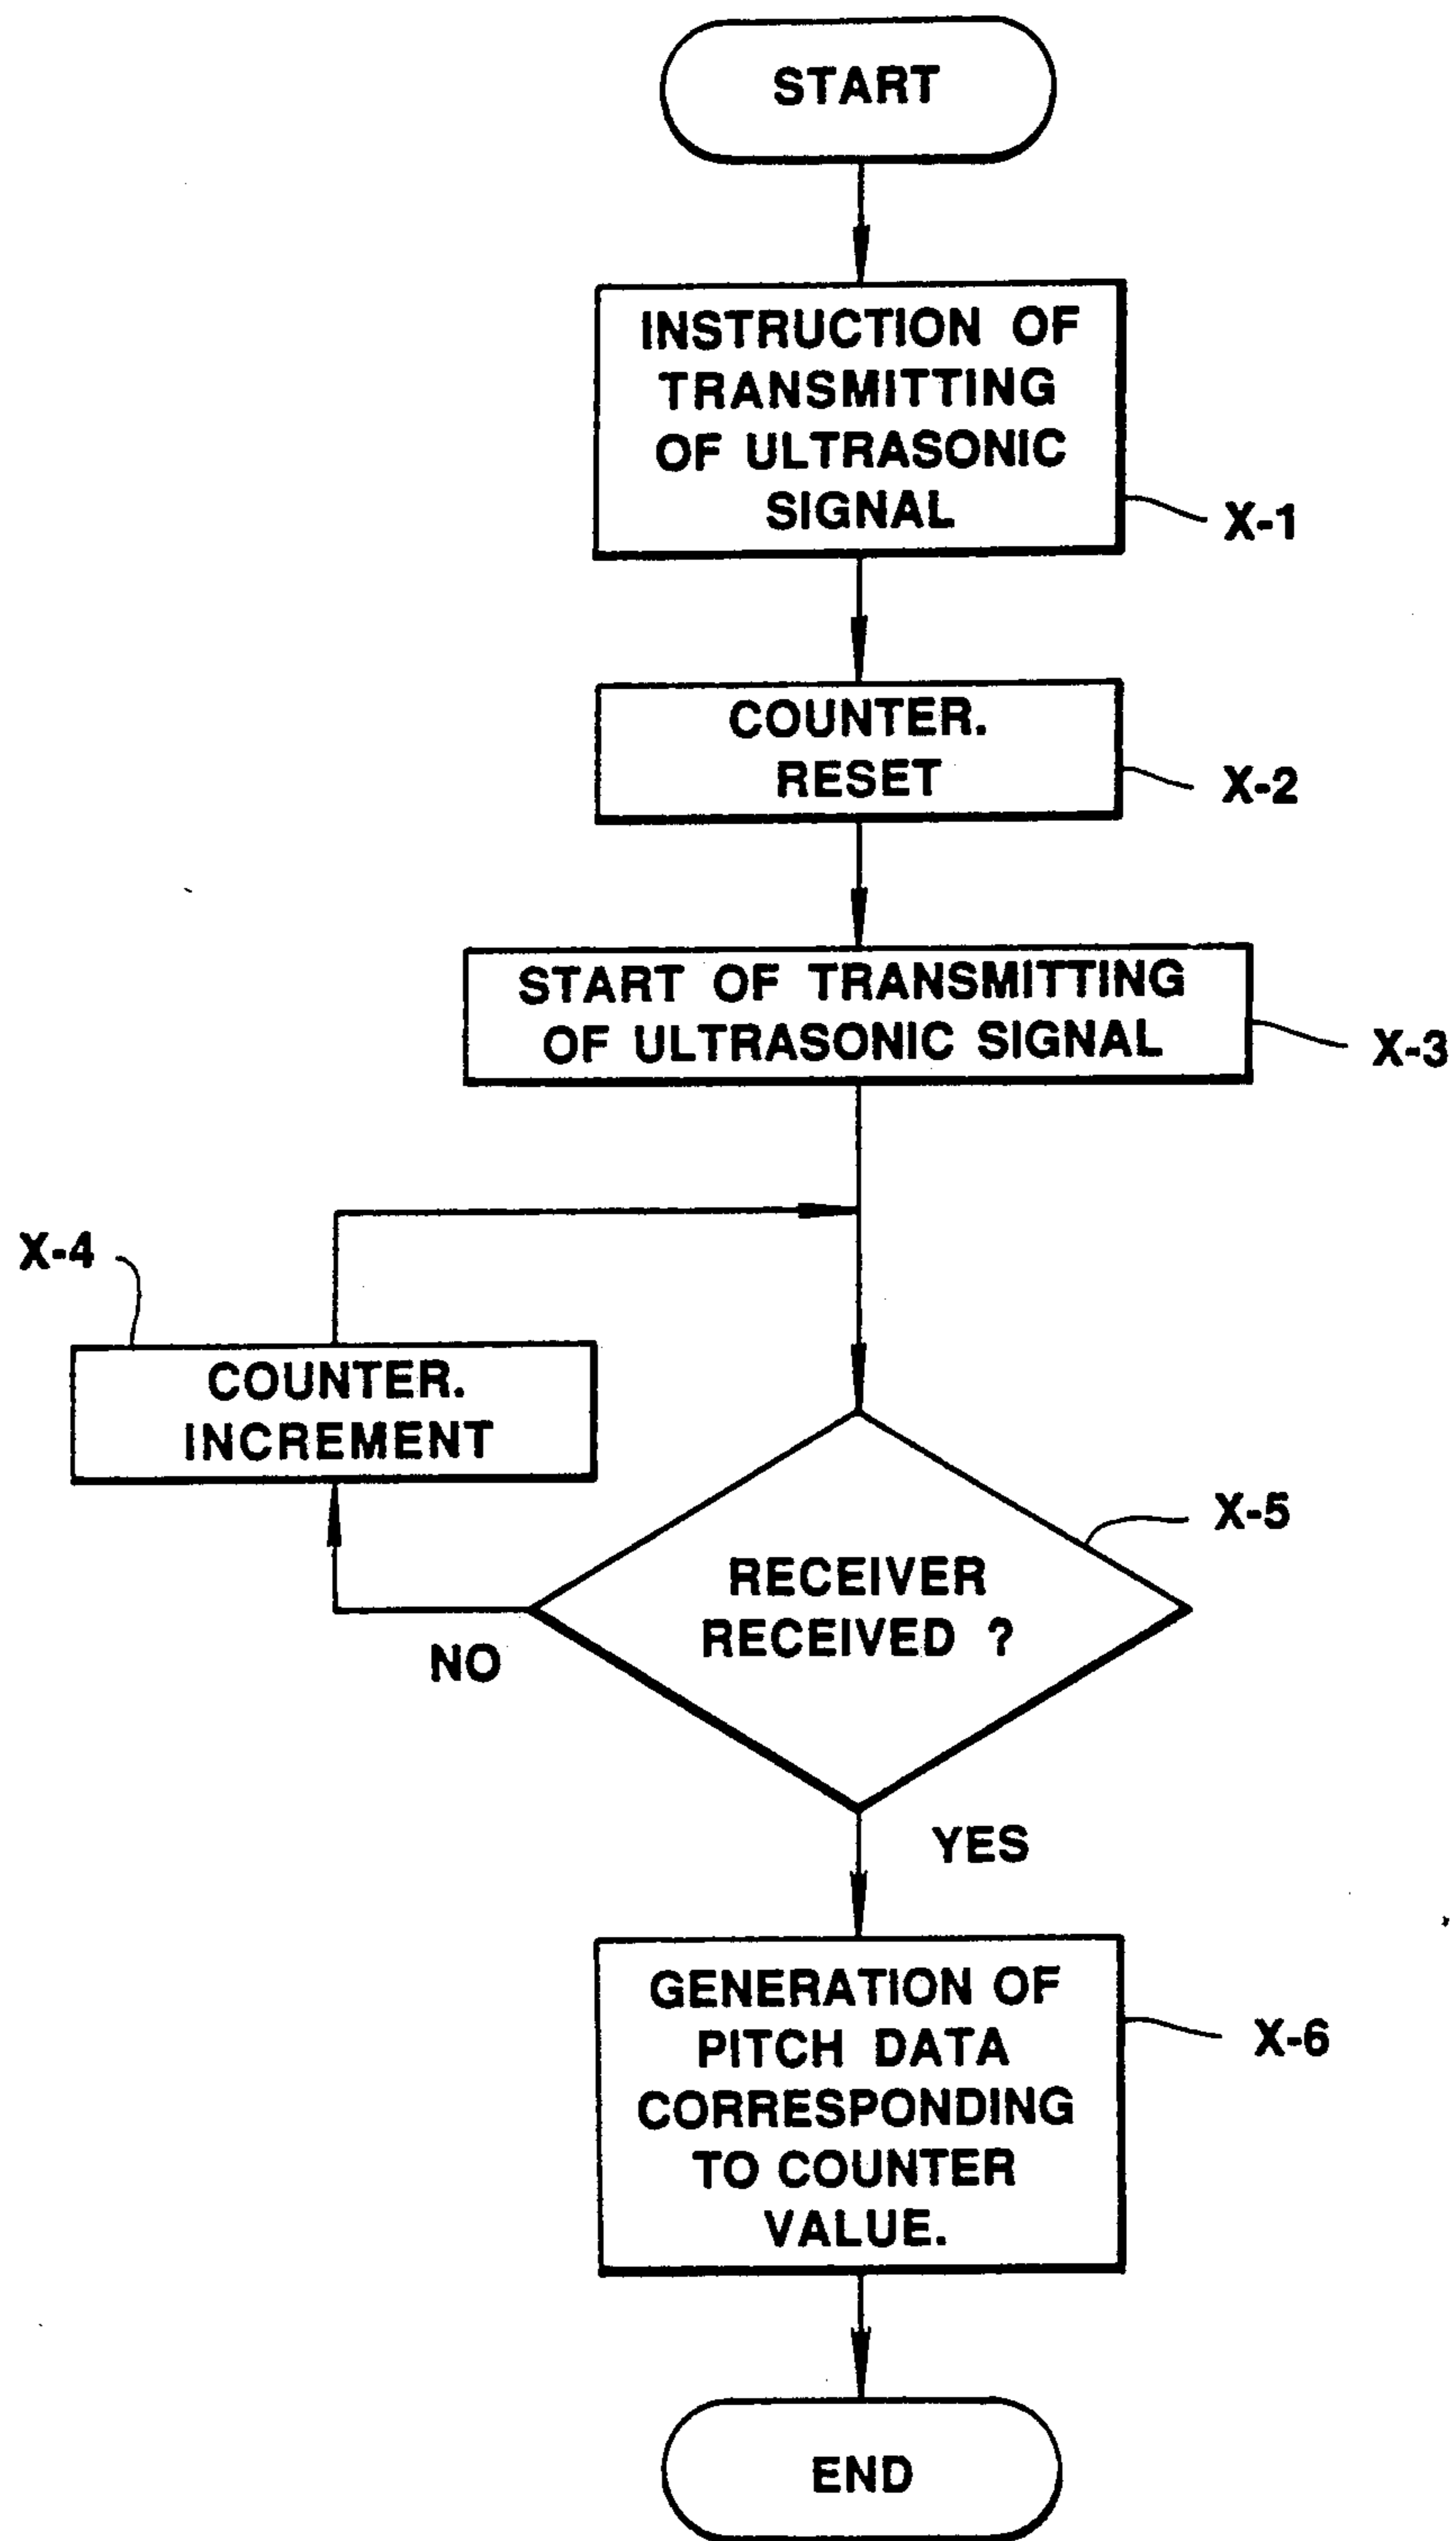 START
INSTRUCTION OF
TRANSMITTING
OF ULTRASONIC
SIGNAL
X-1
COUNTER.
RESET
X-2
START OF TRANSMITTING
OF ULTRASONIC SIGNAL
X-3
X-4
COUNTER.
INCREMENT
X-5
RECEIVER
RECEIVED ?
NO
YES
GENERATION OF
PITCH DATA
CORRESPONDING
TO COUNTER
VALUE.
X-6
END